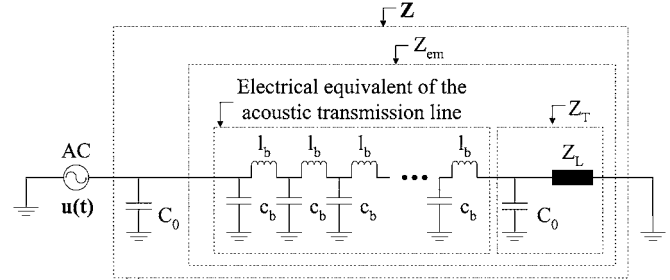 Z
Z_em
Electrical equivalent of the
acoustic transmission line
Z_T
AC
l_b l_b l_b l_b
Z_L
u(t)
C_0 c_b c_b c_b c_b C_0